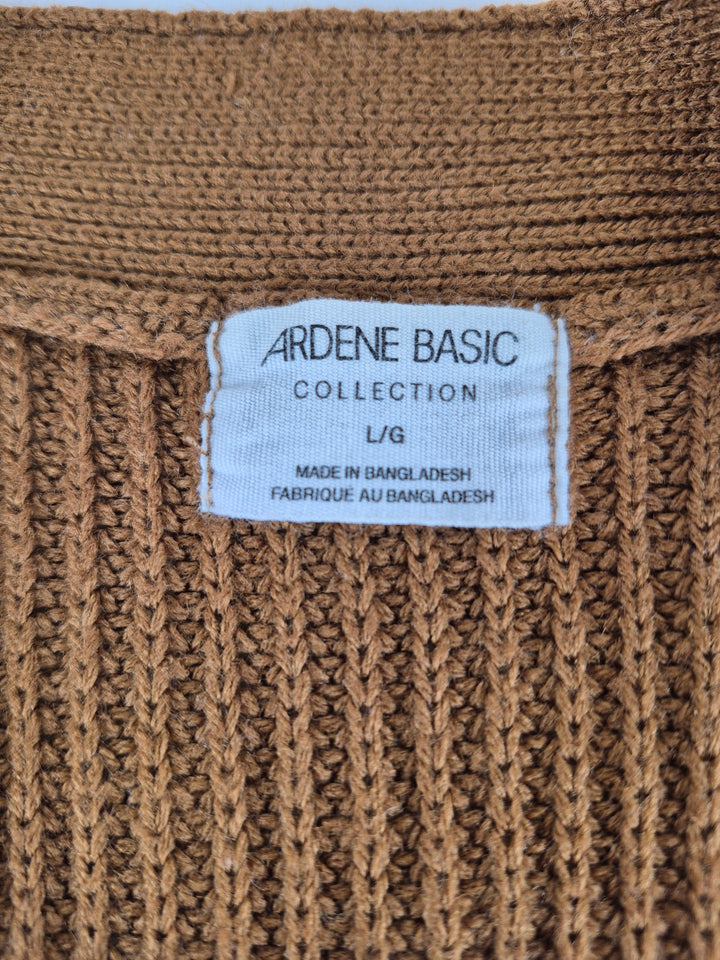 ARDENE BASIC
COLLECTION
L/G
MADE IN BANGLADESH
FABRIQUE AU BANGLADESH